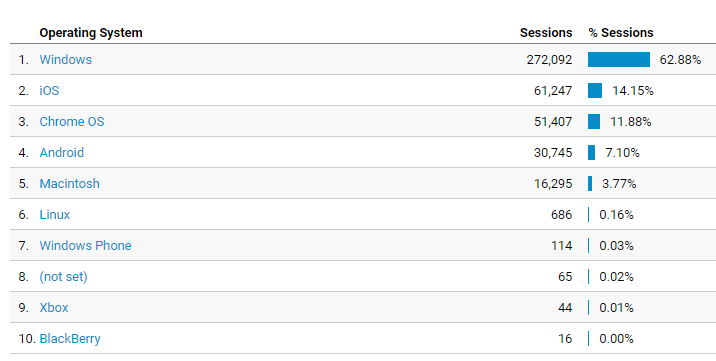 Operating System Sessions % Sessions
1. Windows 272,092 62.88%
2. iOS 61,247 14.15%
3. Chrome OS 51,407 11.88%
4. Android 30,745 7.10%
5. Macintosh 16,295 3.77%
6. Linux 686 0.16%
7. Windows Phone 114 0.03%
8. (not set) 65 0.02%
9. Xbox 44 0.01%
10. BlackBerry 16 0.00%